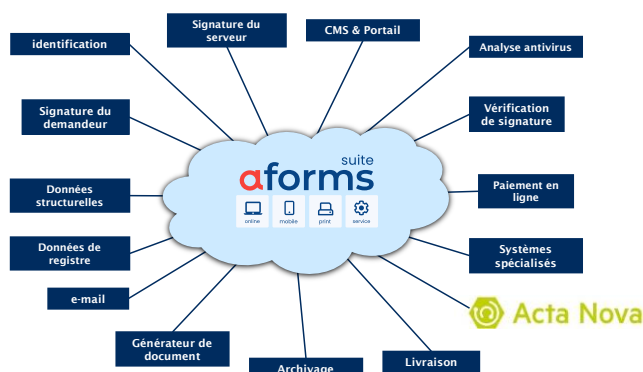 Signature du
serveur
CMS & Portail
identification
Analyse antivirus
Signature du
demandeur
Vérification
de signature
suite
aforms
online
mobile
print
service
Données
structurelles
Paiement en
ligne
Données de
registre
Systèmes
spécialisés
e-mail
Acta Nova
Générateur de
document
Archivage
Livraison